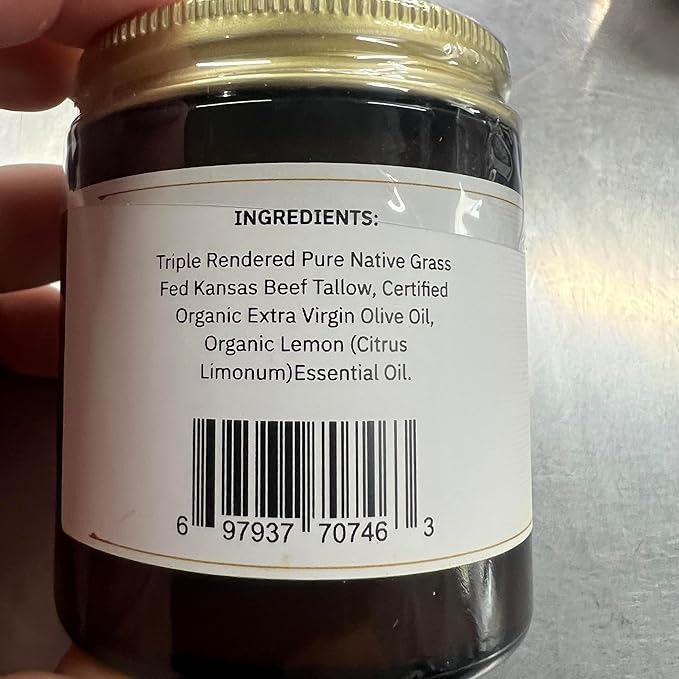 INGREDIENTS:
Triple Rendered Pure Native Grass
Fed Kansas Beef Tallow, Certified
Organic Extra Virgin Olive Oil,
Organic Lemon (Citrus
Limonum)Essential Oil.
6 97937 70746 3